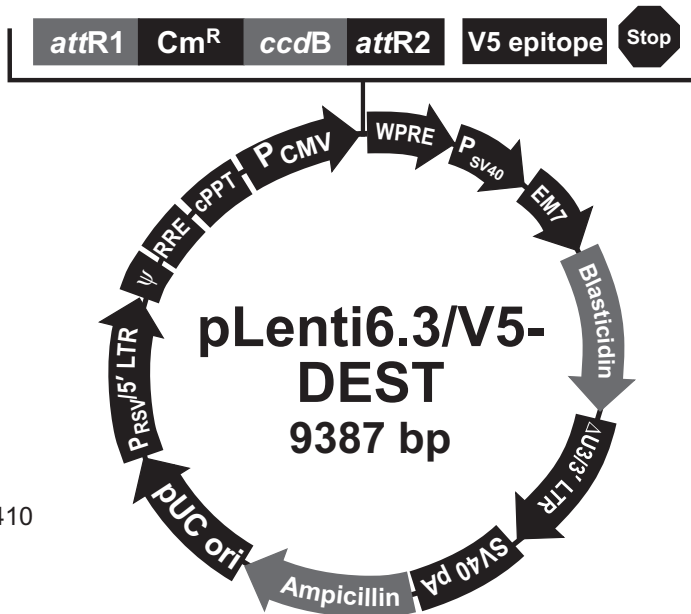 attR1 CmR ccdB attR2 V5 epitope Stop
PCMV
WPRE
PSV40
EM7
Blasticidin
ΔU3/3′ LTR
SV40 pA
Ampicillin
pUC ori
PRSV/5′ LTR
Ψ
RRE
cPPT
pLenti6.3/V5-
DEST
9387 bp
410